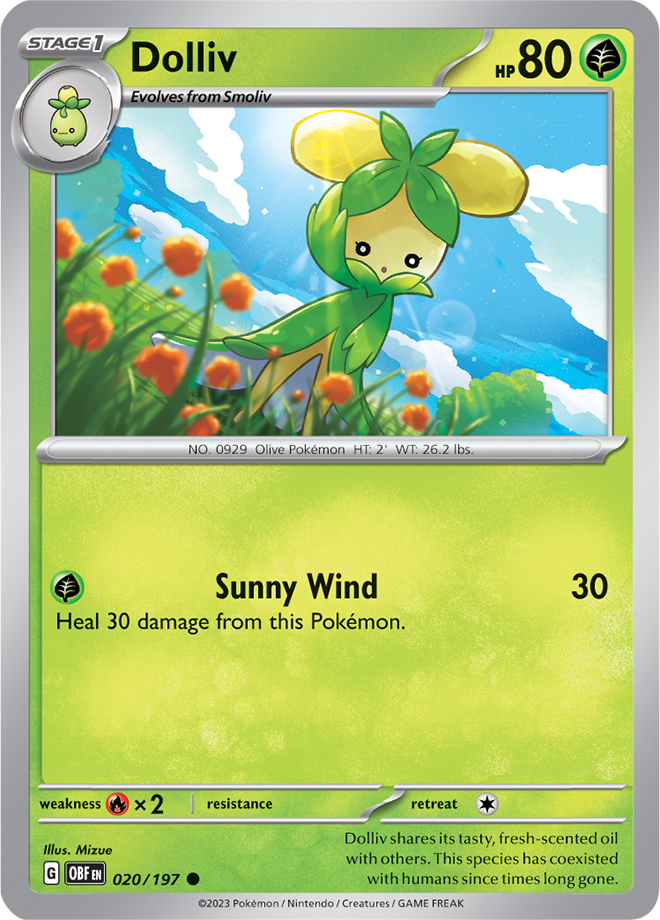 STAGE1
Dolliv
HP 80
Evolves from Smoliv
NO. 0929 Olive Pokémon HT: 2' WT: 26.2 lbs.
Sunny Wind 30
Heal 30 damage from this Pokémon.
weakness ×2 resistance retreat
Illus. Mizue
Dolliv shares its tasty, fresh-scented oil
with others. This species has coexisted
with humans since times long gone.
G OBF EN 020/197
©2023 Pokémon / Nintendo / Creatures / GAME FREAK